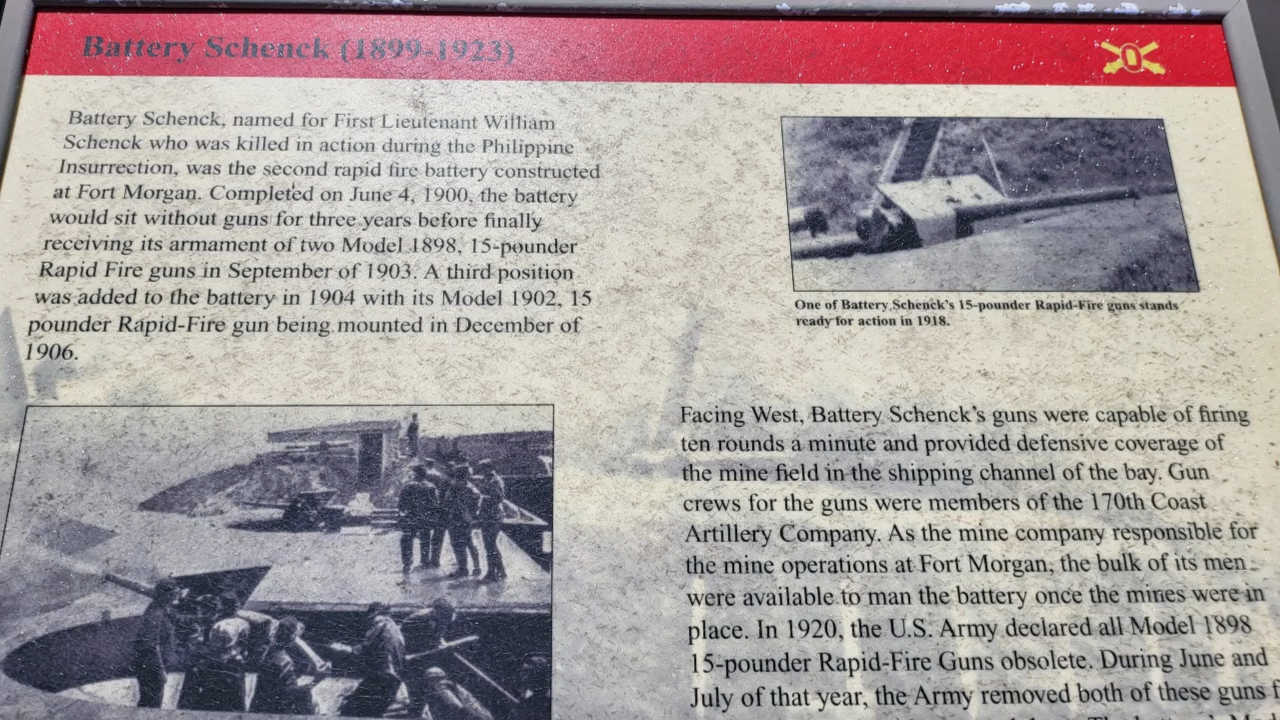 Battery Schenck (1899-1923)
Battery Schenck, named for First Lieutenant William
Schenck who was killed in action during the Philippine
Insurrection, was the second rapid fire battery constructed
at Fort Morgan. Completed on June 4, 1900, the battery
would sit without guns for three years before finally
receiving its armament of two Model 1898, 15-pounder
Rapid Fire guns in September of 1903. A third position
was added to the battery in 1904 with its Model 1902, 15
pounder Rapid-Fire gun being mounted in December of
1906.
One of Battery Schenck's 15-pounder Rapid-Fire guns stands
ready for action in 1918.
Facing West, Battery Schenck's guns were capable of firing
ten rounds a minute and provided defensive coverage of
the mine field in the shipping channel of the bay. Gun
crews for the guns were members of the 170th Coast
Artillery Company. As the mine company responsible for
the mine operations at Fort Morgan, the bulk of its men
were available to man the battery once the mines were in
place. In 1920, the U.S. Army declared all Model 1898
15-pounder Rapid-Fire Guns obsolete. During June and
July of that year, the Army removed both of these guns